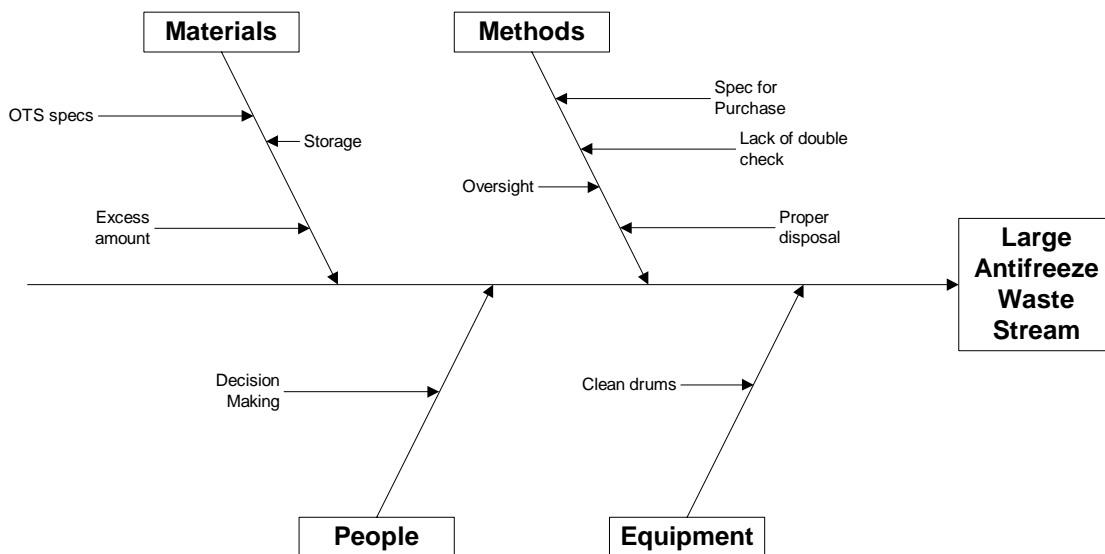 Materials
Methods
OTS specs
Storage
Excess
amount
Spec for
Purchase
Lack of double
check
Oversight
Proper
disposal
Large
Antifreeze
Waste
Stream
Decision
Making
Clean drums
People
Equipment